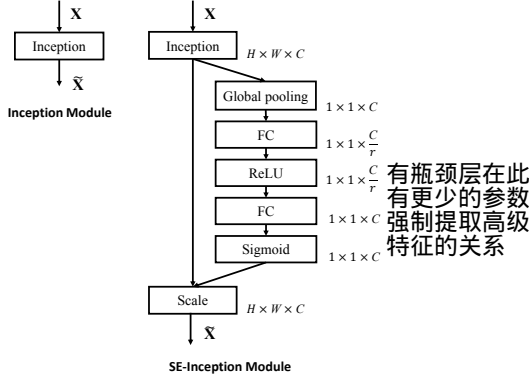 X
Inception
X̃
Inception Module
X
Inception
H × W × C
Global pooling
1 × 1 × C
FC
1 × 1 × C/r
ReLU
1 × 1 × C/r
FC
1 × 1 × C
Sigmoid
1 × 1 × C
Scale
H × W × C
X̃
SE-Inception Module
有瓶颈层在此
有更少的参数
强制提取高级
特征的关系